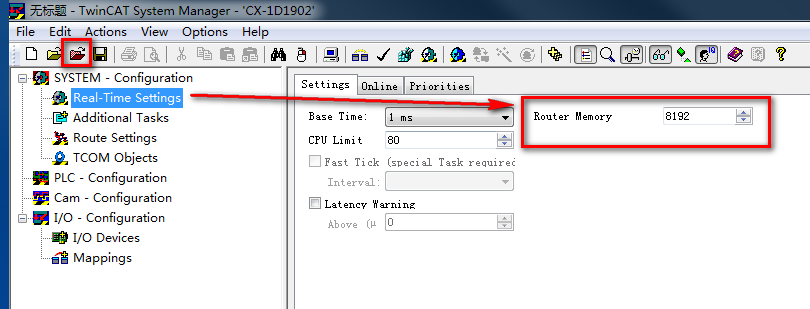 无标题 - TwinCAT System Manager - 'CX-1D1902'
File Edit Actions View Options Help
SYSTEM - Configuration
Real-Time Settings
Additional Tasks
Route Settings
TCOM Objects
PLC - Configuration
Cam - Configuration
I/O - Configuration
I/O Devices
Mappings
Settings Online Priorities
Base Time: 1 ms
Router Memory 8192
CPU Limit 80
Fast Tick (special Task required
Interval:
Latency Warning
Above (μ 0